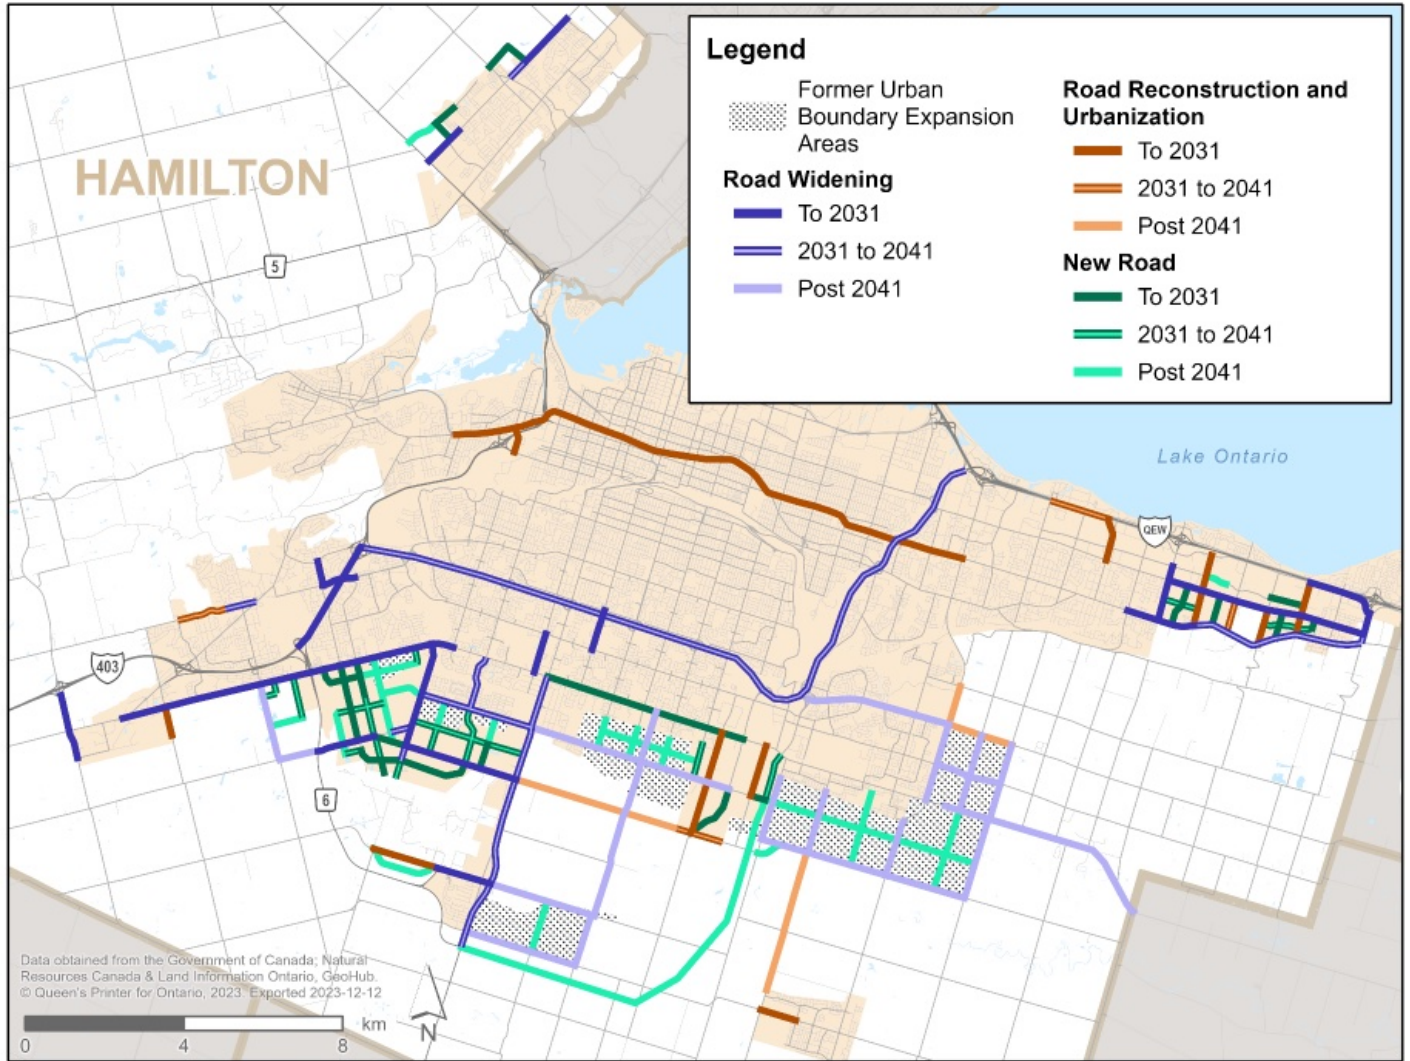 Legend
Former Urban
Boundary Expansion
Areas
Road Widening
To 2031
2031 to 2041
Post 2041
Road Reconstruction and
Urbanization
To 2031
2031 to 2041
Post 2041
New Road
To 2031
2031 to 2041
Post 2041
HAMILTON
5
Lake Ontario
QEW
403
6
Data obtained from the Government of Canada; Natural
Resources Canada & Land Information Ontario, GeoHub.
© Queen's Printer for Ontario, 2023. Exported 2023-12-12
km
0 4 8
N